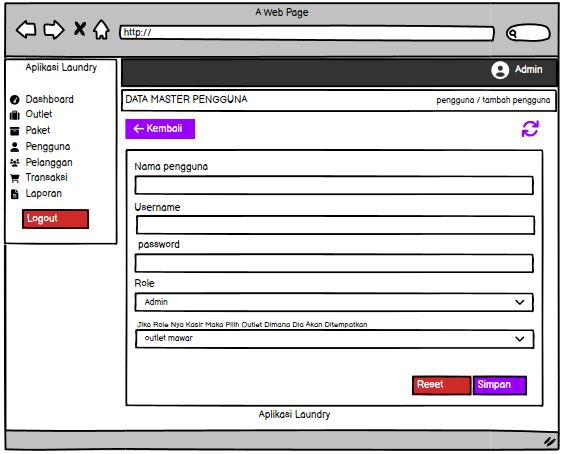 A Web Page
http://
Aplikasi Laundry
Admin
DATA MASTER PENGGUNA
pengguna / tambah pengguna
Dashboard
Outlet
Paket
Pengguna
Pelanggan
Transaksi
Laporan
Logout
Kembali
Nama pengguna
Username
password
Role
Admin
Jika Role Nya Kasir Maka Pilih Outlet Dimana Dia Akan Ditempatkan
outlet mawar
Reset
Simpan
Aplikasi Laundry